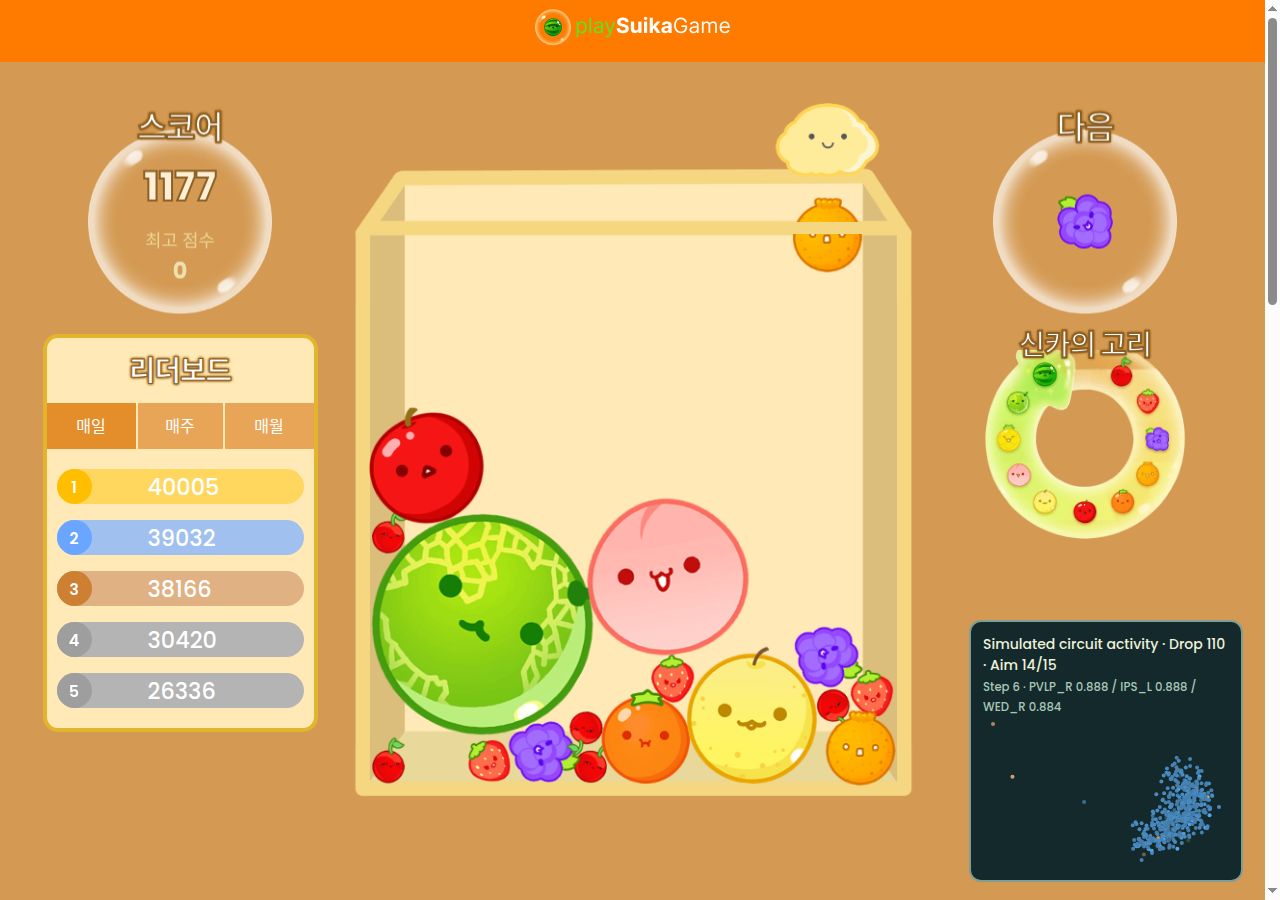 playSuikaGame
스코어
1177
최고 점수
0
리더보드
매일 매주 매월
1 40005
2 39032
3 38166
4 30420
5 26336
다음
신카의 고리
Simulated circuit activity · Drop 110
· Aim 14/15
Step 6 · PVLP_R 0.888 / IPS_L 0.888 /
WED_R 0.884